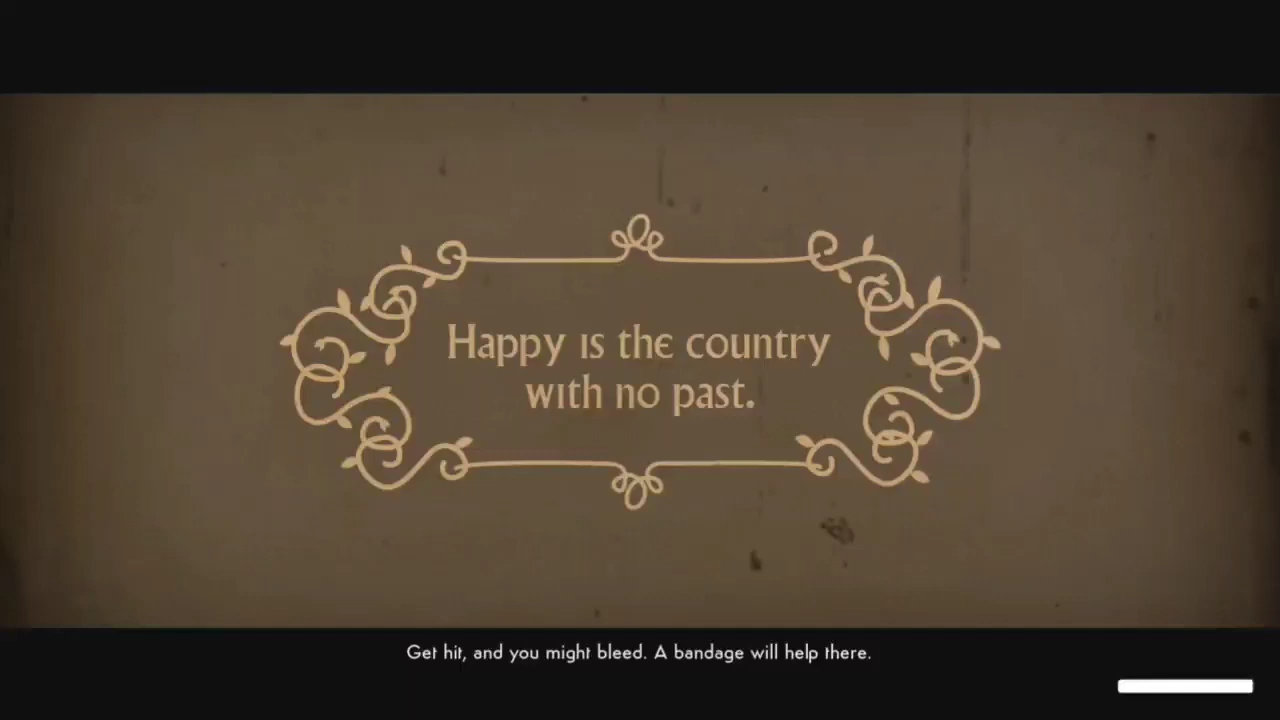 Happy is the country
with no past.
Get hit, and you might bleed. A bandage will help there.